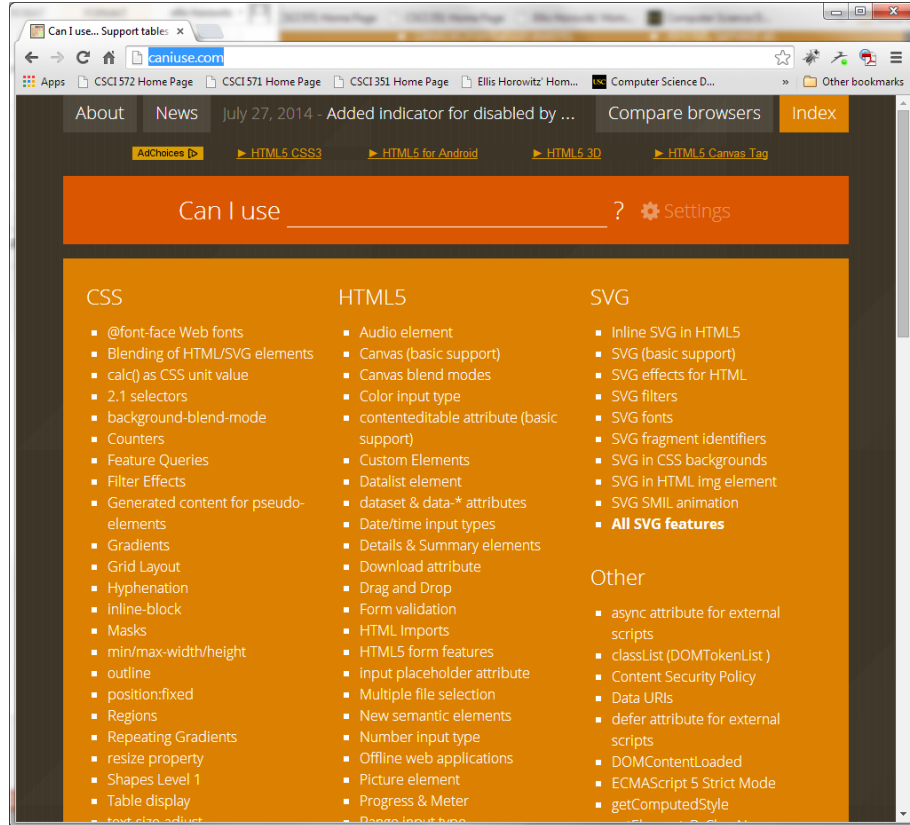 Can I use... Support tables
caniuse.com
Apps CSCI 572 Home Page CSCI 571 Home Page CSCI 351 Home Page Ellis Horowitz' Hom... USC Computer Science D... » Other bookmarks
About News July 27, 2014 - Added indicator for disabled by ... Compare browsers Index
AdChoices ► HTML5 CSS3 ► HTML5 for Android ► HTML5 3D ► HTML5 Canvas Tag
Can I use ? Settings
CSS
@font-face Web fonts
Blending of HTML/SVG elements
calc() as CSS unit value
2.1 selectors
background-blend-mode
Counters
Feature Queries
Filter Effects
Generated content for pseudo-
elements
Gradients
Grid Layout
Hyphenation
inline-block
Masks
min/max-width/height
outline
position:fixed
Regions
Repeating Gradients
resize property
Shapes Level 1
Table display
HTML5
Audio element
Canvas (basic support)
Canvas blend modes
Color input type
contenteditable attribute (basic
support)
Custom Elements
Datalist element
dataset & data-* attributes
Date/time input types
Details & Summary elements
Download attribute
Drag and Drop
Form validation
HTML Imports
HTML5 form features
input placeholder attribute
Multiple file selection
New semantic elements
Number input type
Offline web applications
Picture element
Progress & Meter
Range input type
SVG
Inline SVG in HTML5
SVG (basic support)
SVG effects for HTML
SVG filters
SVG fonts
SVG fragment identifiers
SVG in CSS backgrounds
SVG in HTML img element
SVG SMIL animation
All SVG features
Other
async attribute for external
scripts
classList (DOMTokenList )
Content Security Policy
Data URIs
defer attribute for external
scripts
DOMContentLoaded
ECMAScript 5 Strict Mode
getComputedStyle